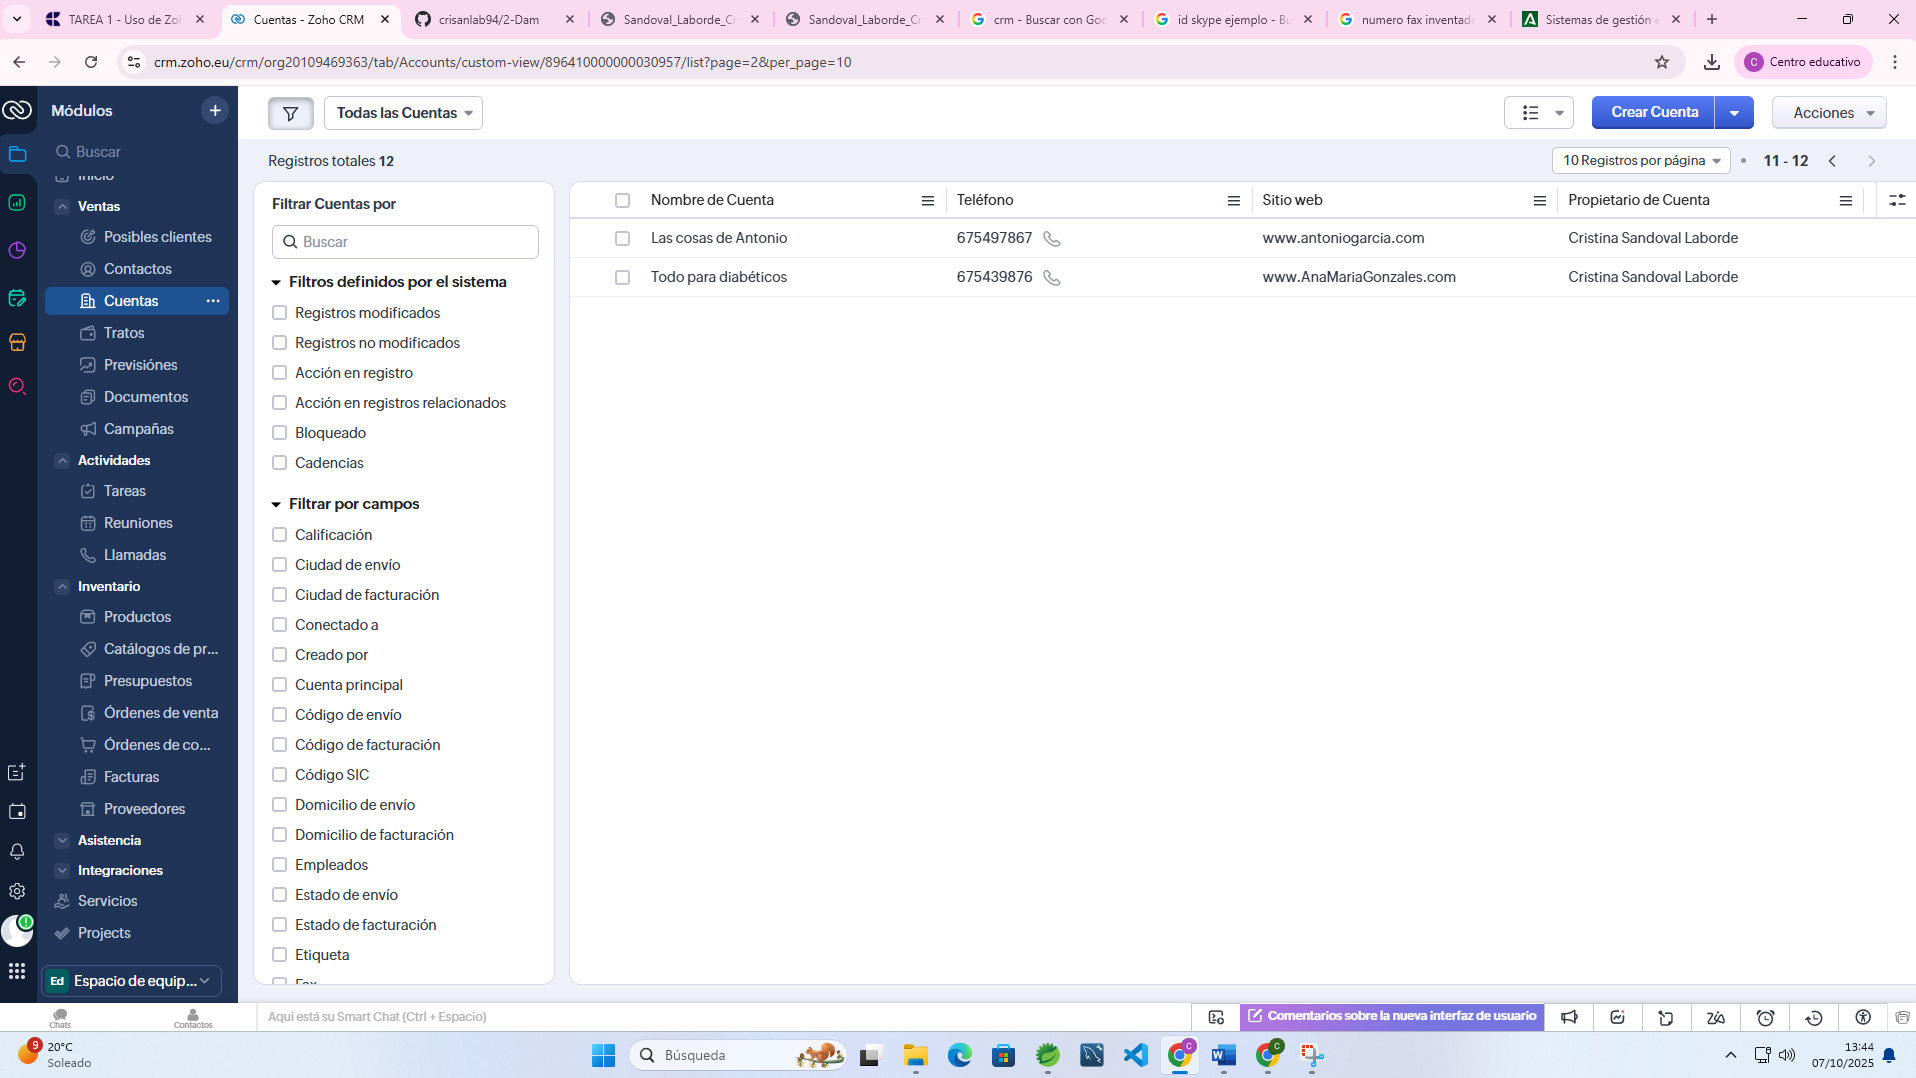 TAREA 1 - Uso de Zoh
Cuentas - Zoho CRM
crisanlab94/2-Dam
Sandoval_Laborde_Cr
Sandoval_Laborde_Cr
crm - Buscar con Goo
id skype ejemplo - Bu
numero fax inventad
Sistemas de gestión e
crm.zoho.eu/crm/org20109469363/tab/Accounts/custom-view/896410000000030957/list?page=2&per_page=10
C Centro educativo
Módulos
Todas las Cuentas
Crear Cuenta
Acciones
Buscar
Inicio
Registros totales 12
10 Registros por página
11 - 12
Ventas
Posibles clientes
Contactos
Cuentas
Tratos
Previsiónes
Documentos
Campañas
Actividades
Tareas
Reuniones
Llamadas
Inventario
Productos
Catálogos de pr...
Presupuestos
Órdenes de venta
Órdenes de co...
Facturas
Proveedores
Asistencia
Integraciones
Servicios
Projects
Ed Espacio de equip...
Filtrar Cuentas por
Buscar
Filtros definidos por el sistema
Registros modificados
Registros no modificados
Acción en registro
Acción en registros relacionados
Bloqueado
Cadencias
Filtrar por campos
Calificación
Ciudad de envío
Ciudad de facturación
Conectado a
Creado por
Cuenta principal
Código de envío
Código de facturación
Código SIC
Domicilio de envío
Domicilio de facturación
Empleados
Estado de envío
Estado de facturación
Etiqueta
Fax
Nombre de Cuenta Teléfono Sitio web Propietario de Cuenta
Las cosas de Antonio 675497867 www.antoniogarcia.com Cristina Sandoval Laborde
Todo para diabéticos 675439876 www.AnaMariaGonzales.com Cristina Sandoval Laborde
Chats
Contactos
Aquí está su Smart Chat (Ctrl + Espacio)
Comentarios sobre la nueva interfaz de usuario
9
20°C
Soleado
Búsqueda
C
C
13:44
07/10/2025